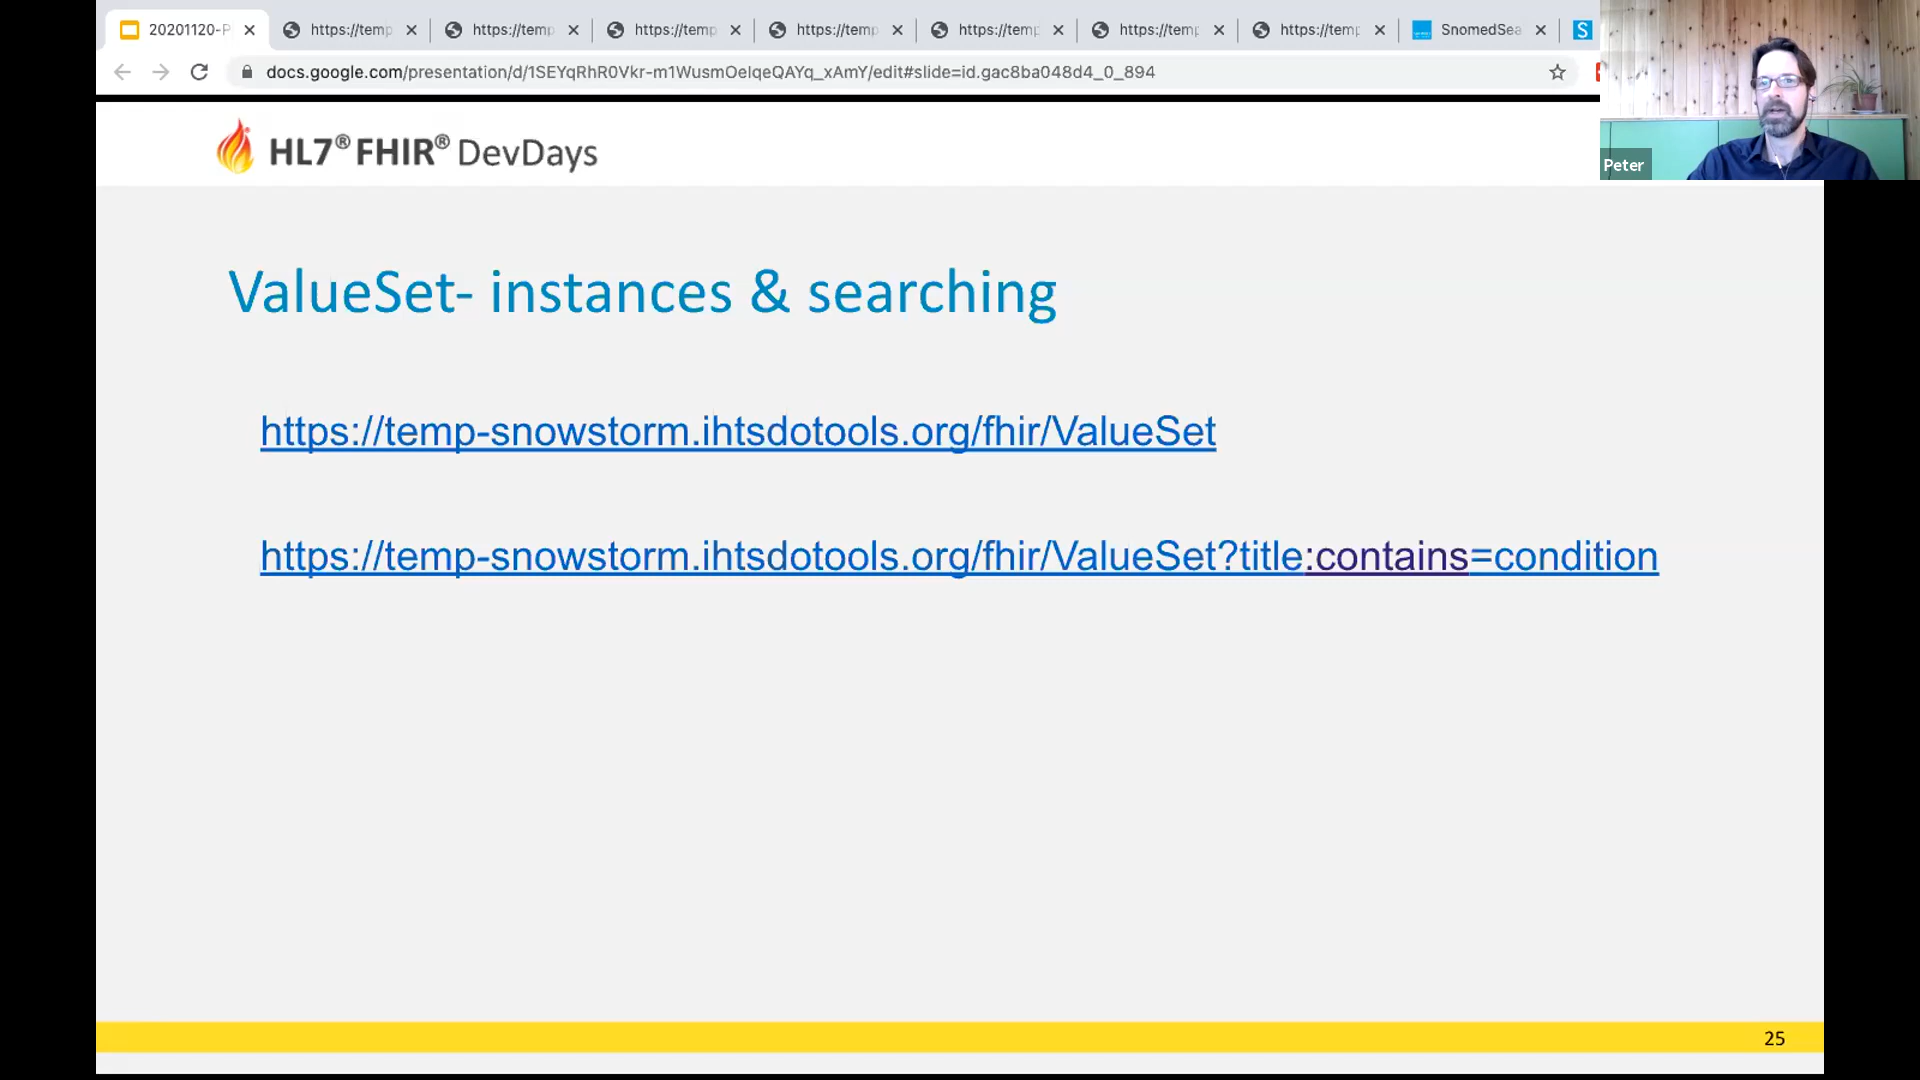 20201120-P
https://temp
https://temp
https://temp
https://temp
https://temp
https://temp
https://temp
SnomedSea
S
docs.google.com/presentation/d/1SEYqRhR0Vkr-m1WusmOeIqeQAYq_xAmY/edit#slide=id.gac8ba048d4_0_894
HL7® FHIR® DevDays
Peter
ValueSet- instances & searching
https://temp-snowstorm.ihtsdotools.org/fhir/ValueSet
https://temp-snowstorm.ihtsdotools.org/fhir/ValueSet?title:contains=condition
25